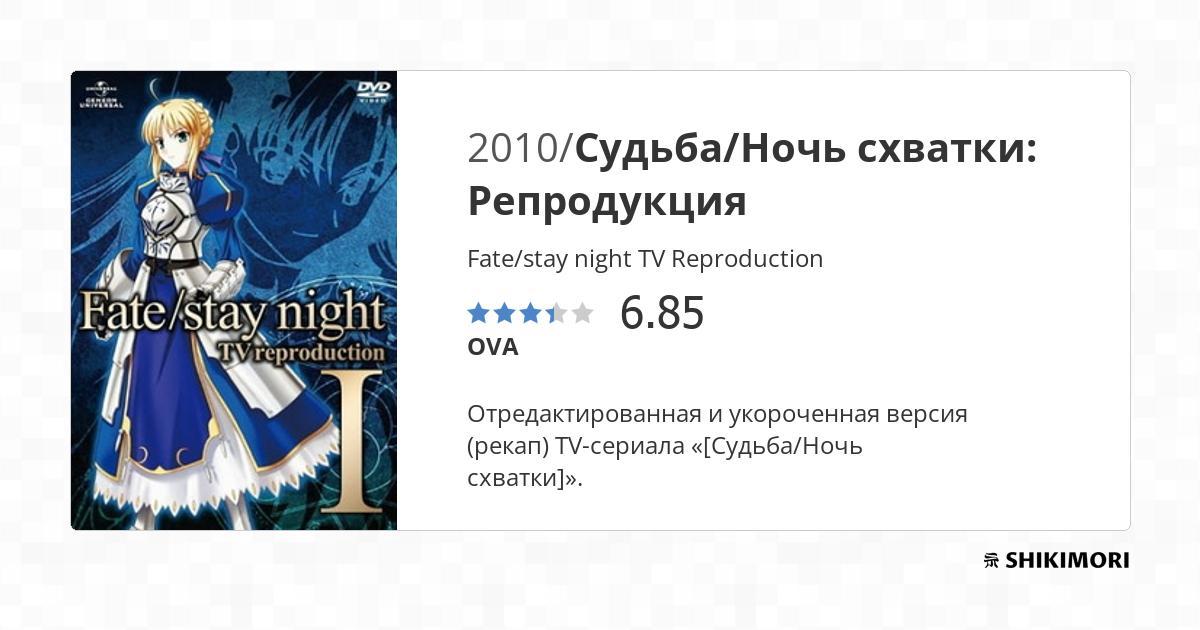 UNIVERSAL
GENEON
UNIVERSAL
DVD
VIDEO
Fate/stay night
TV reproduction
I
2010/Судьба/Ночь схватки:
Репродукция
Fate/stay night TV Reproduction
6.85
OVA
Отредактированная и укороченная версия
(рекап) TV-сериала «[Судьба/Ночь
схватки]».
SHIKIMORI